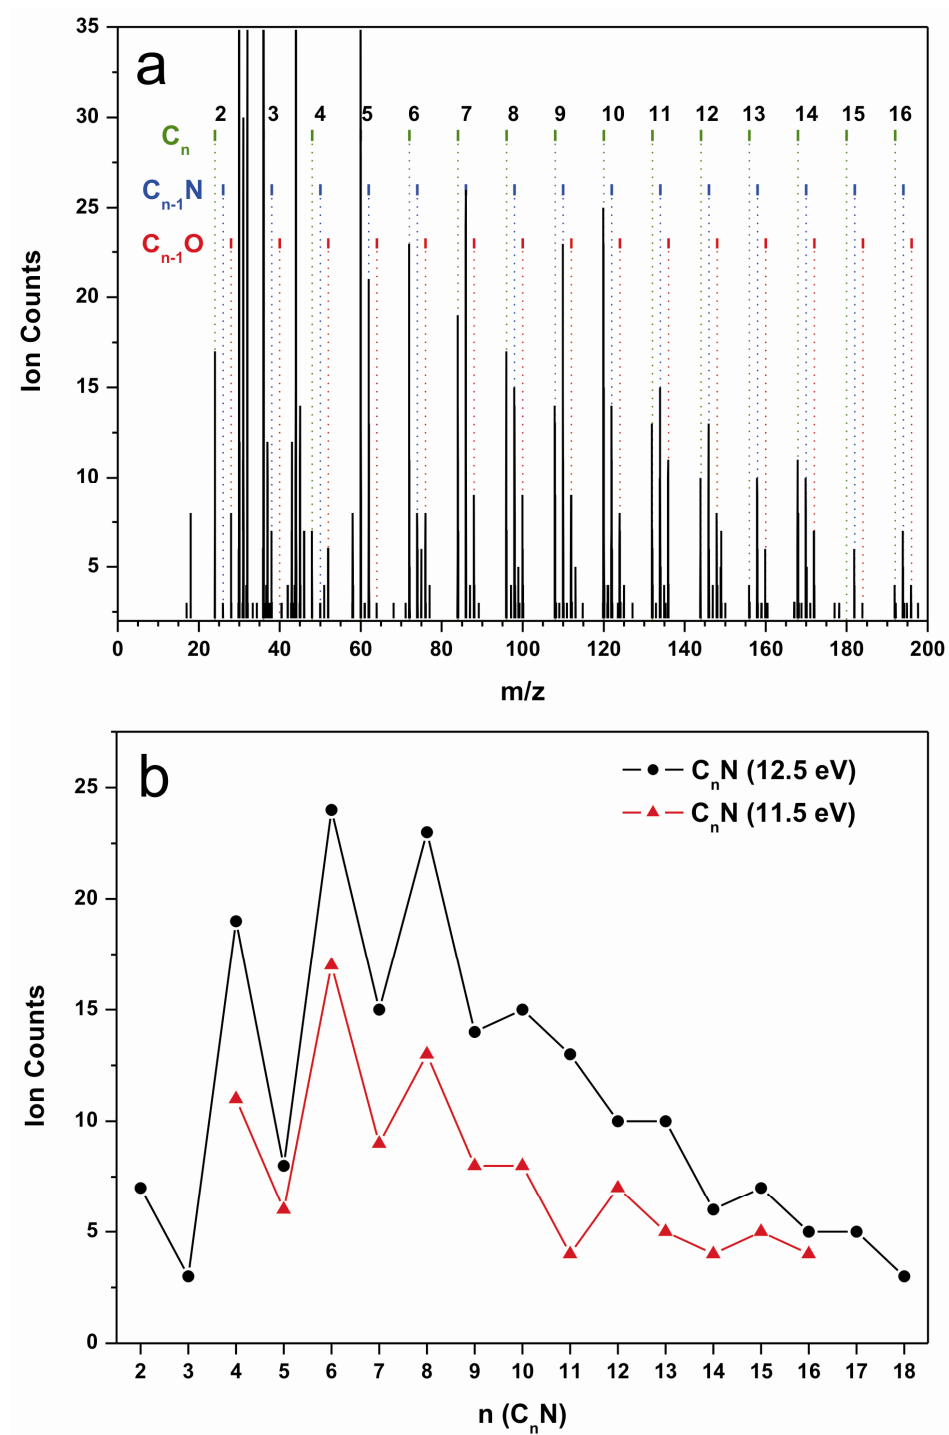 a
35
30
25
20
15
10
5
2 3 4 5 6 7 8 9 10 11 12 13 14 15 16
Cn
Cn-1N
Cn-1O
Ion Counts
0 20 40 60 80 100 120 140 160 180 200
m/z
b
CnN (12.5 eV)
CnN (11.5 eV)
25
20
15
10
5
0
Ion Counts
2 3 4 5 6 7 8 9 10 11 12 13 14 15 16 17 18
n (CnN)